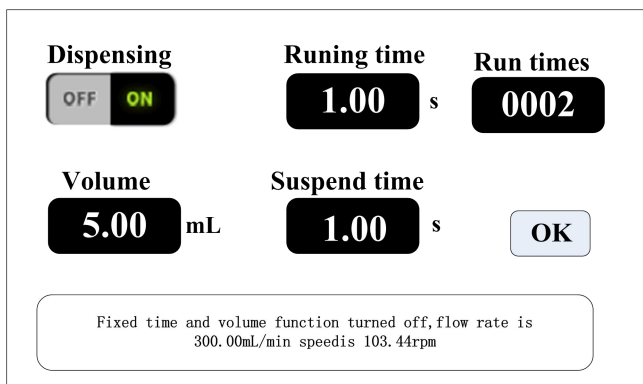 Dispensing
Runing time
Run times
OFF ON
1.00 s
0002
Volume
Suspend time
5.00 mL
1.00 s
OK
Fixed time and volume function turned off,flow rate is
300.00mL/min speedis 103.44rpm